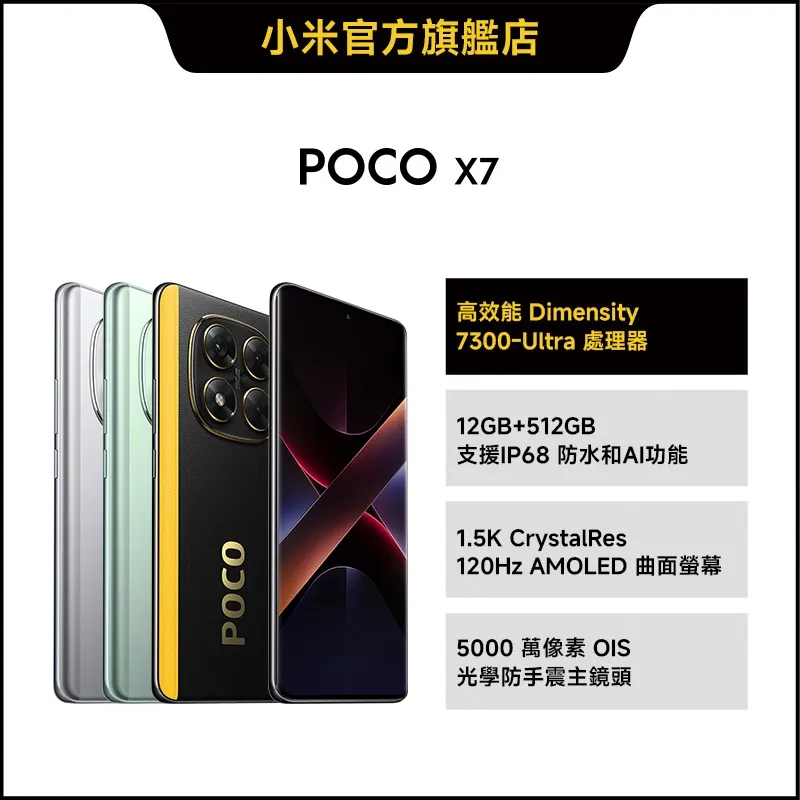 小米官方旗艦店
POCO X7
POCO
高效能 Dimensity
7300-Ultra 處理器
12GB+512GB
支援IP68 防水和AI功能
1.5K CrystalRes
120Hz AMOLED 曲面螢幕
5000 萬像素 OIS
光學防手震主鏡頭